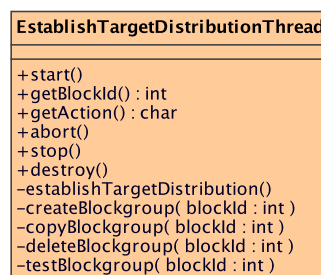 EstablishTargetDistributionThread
+start()
+getBlockId() : int
+getAction() : char
+abort()
+stop()
+destroy()
−establishTargetDistribution()
−createBlockgroup( blockId : int )
−copyBlockgroup( blockId : int )
−deleteBlockgroup( blockId : int )
−testBlockgroup( blockId : int )